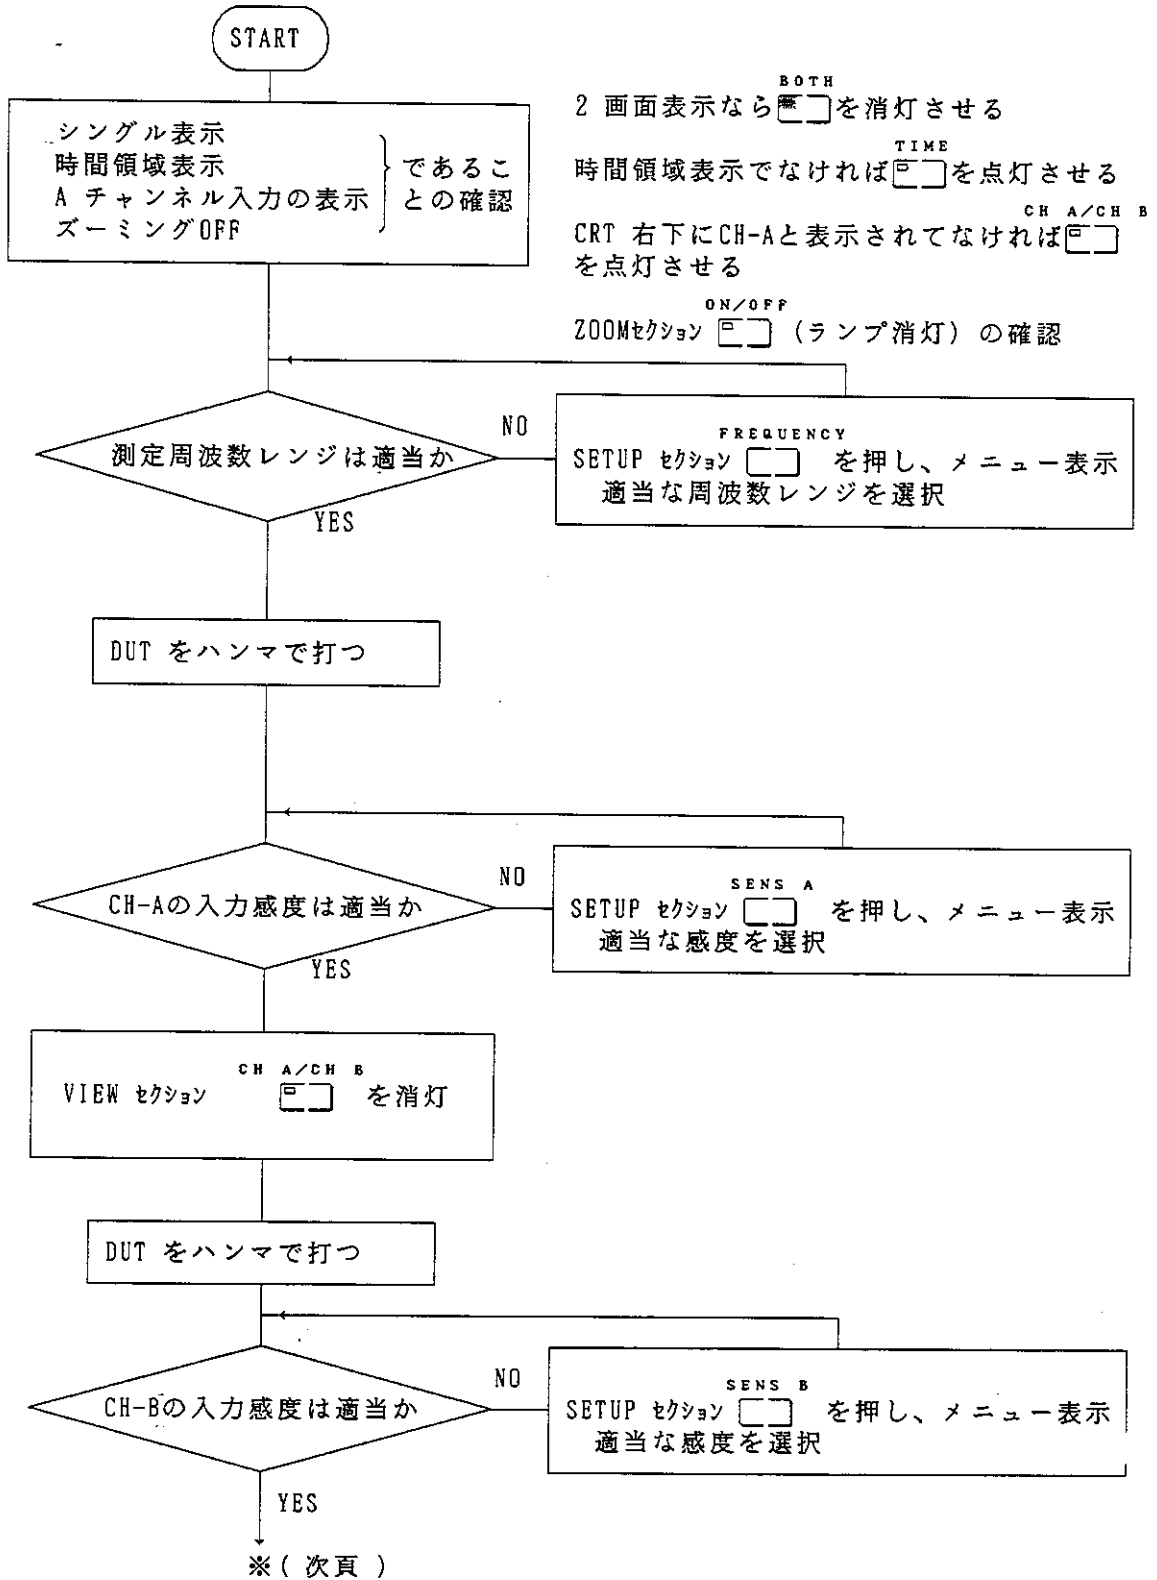 START
シングル表示
時間領域表示
A チャンネル入力の表示
ズーミングOFF
であるこ
との確認
BOTH
2 画面表示ならを消灯させる
TIME
時間領域表示でなければを点灯させる
CH A/CH B
CRT 右下にCH-Aと表示されてなければ
を点灯させる
ON/OFF
ZOOMセクション (ランプ消灯) の確認
測定周波数レンジは適当か
NO
FREQUENCY
SETUP セクション を押し、メニュー表示
適当な周波数レンジを選択
YES
DUT をハンマで打つ
CH-Aの入力感度は適当か
NO
SENS A
SETUP セクション を押し、メニュー表示
適当な感度を選択
YES
CH A/CH B
VIEW セクション を消灯
DUT をハンマで打つ
CH-Bの入力感度は適当か
NO
SENS B
SETUP セクション を押し、メニュー表示
適当な感度を選択
YES
※( 次頁 )